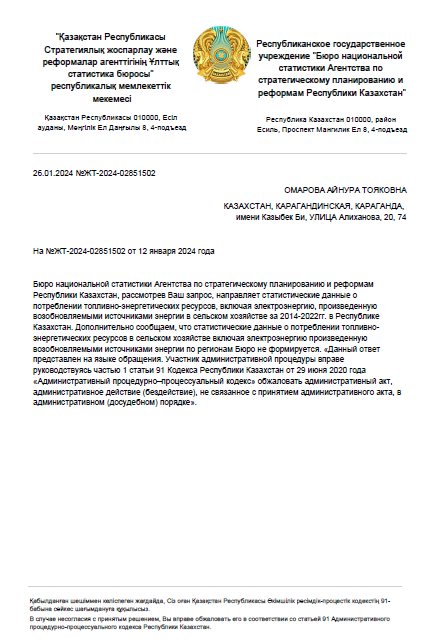 "Қазақстан Республикасы
Стратегиялық жоспарлау және
реформалар агенттігінің Ұлттық
статистика бюросы"
республикалық мемлекеттік
мекемесі
Қазақстан Республикасы 010000, Есіл
ауданы, Мәңгілік Ел Даңғылы 8, 4-подъезд
Республиканское государственное
учреждение "Бюро национальной
статистики Агентства по
стратегическому планированию и
реформам Республики Казахстан"
Республика Казахстан 010000, район
Есиль, Проспект Мангилик Ел 8, 4-подъезд
26.01.2024 №ЖТ-2024-02851502
ОМАРОВА АЙНУРА ТОЯКОВНА
КАЗАХСТАН, КАРАГАНДИНСКАЯ, КАРАГАНДА,
имени Казыбек Би, УЛИЦА Алиханова, 20, 74
На №ЖТ-2024-02851502 от 12 января 2024 года
Бюро национальной статистики Агентства по стратегическому планированию и реформам
Республики Казахстан, рассмотрев Ваш запрос, направляет статистические данные о
потреблении топливно-энергетических ресурсов, включая электроэнергию, произведенную
возобновляемыми источниками энергии в сельском хозяйстве за 2014-2022гг. в Республике
Казахстан. Дополнительно сообщаем, что статистические данные о потреблении топливно-
энергетических ресурсов в сельском хозяйстве включая электроэнергию произведенную
возобновляемыми источниками энергии по регионам Бюро не формируется. «Данный ответ
представлен на языке обращения. Участник административной процедуры вправе
руководствуясь частью 1 статьи 91 Кодекса Республики Казахстан от 29 июня 2020 года
«Административный процедурно–процессуальный кодекс» обжаловать административный акт,
административное действие (бездействие), не связанное с принятием административного акта, в
административном (досудебном) порядке».
Қабылданған шешіммен келіспеген жағдайда, Сіз оған Қазақстан Республикасы Әкімшілік рәсімдік-процестік кодекстің 91-
бабына сәйкес шағымдануға құқылысыз.
В случае несогласия с принятым решением, Вы вправе обжаловать его в соответствии со статьей 91 Административного
процедурно-процессуального кодекса Республики Казахстан.